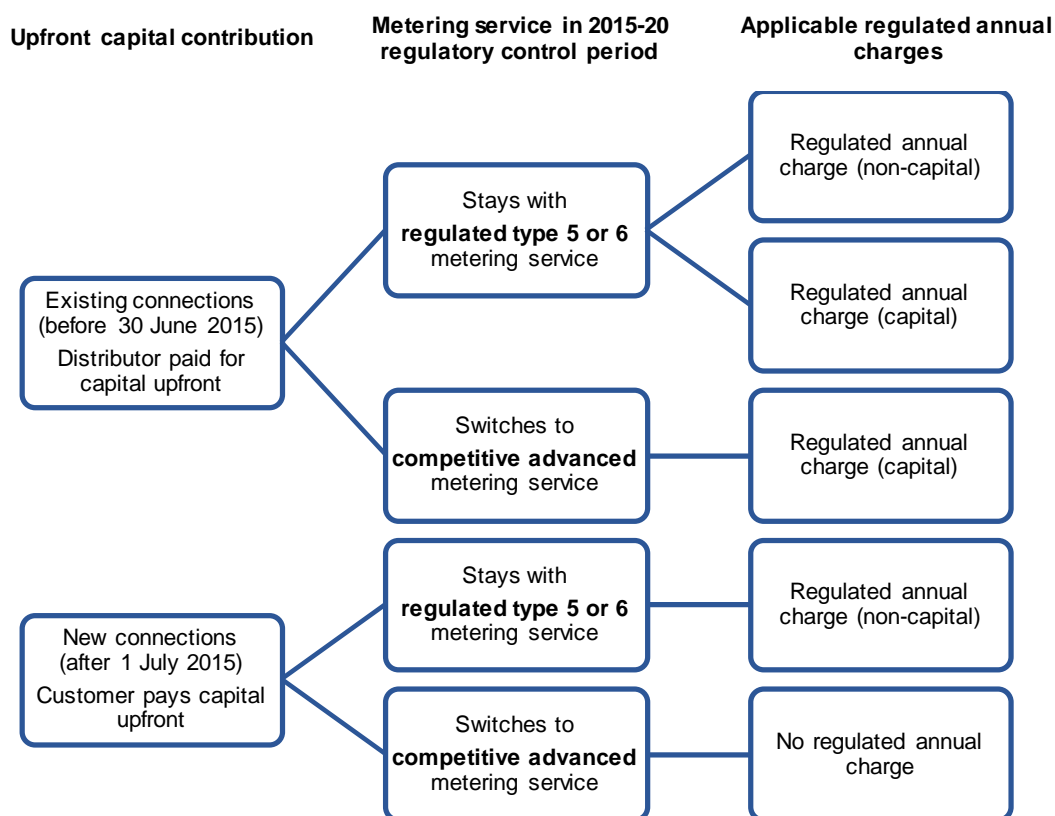 Upfront capital contribution
Metering service in 2015-20
regulatory control period
Applicable regulated annual
charges
Existing connections
(before 30 June 2015)
Distributor paid for
capital upfront
Stays with
regulated type 5 or 6
metering service
Regulated annual
charge (non-capital)
Regulated annual
charge (capital)
Switches to
competitive advanced
metering service
Regulated annual
charge (capital)
New connections
(after 1 July 2015)
Customer pays capital
upfront
Stays with
regulated type 5 or 6
metering service
Regulated annual
charge (non-capital)
Switches to
competitive advanced
metering service
No regulated annual
charge